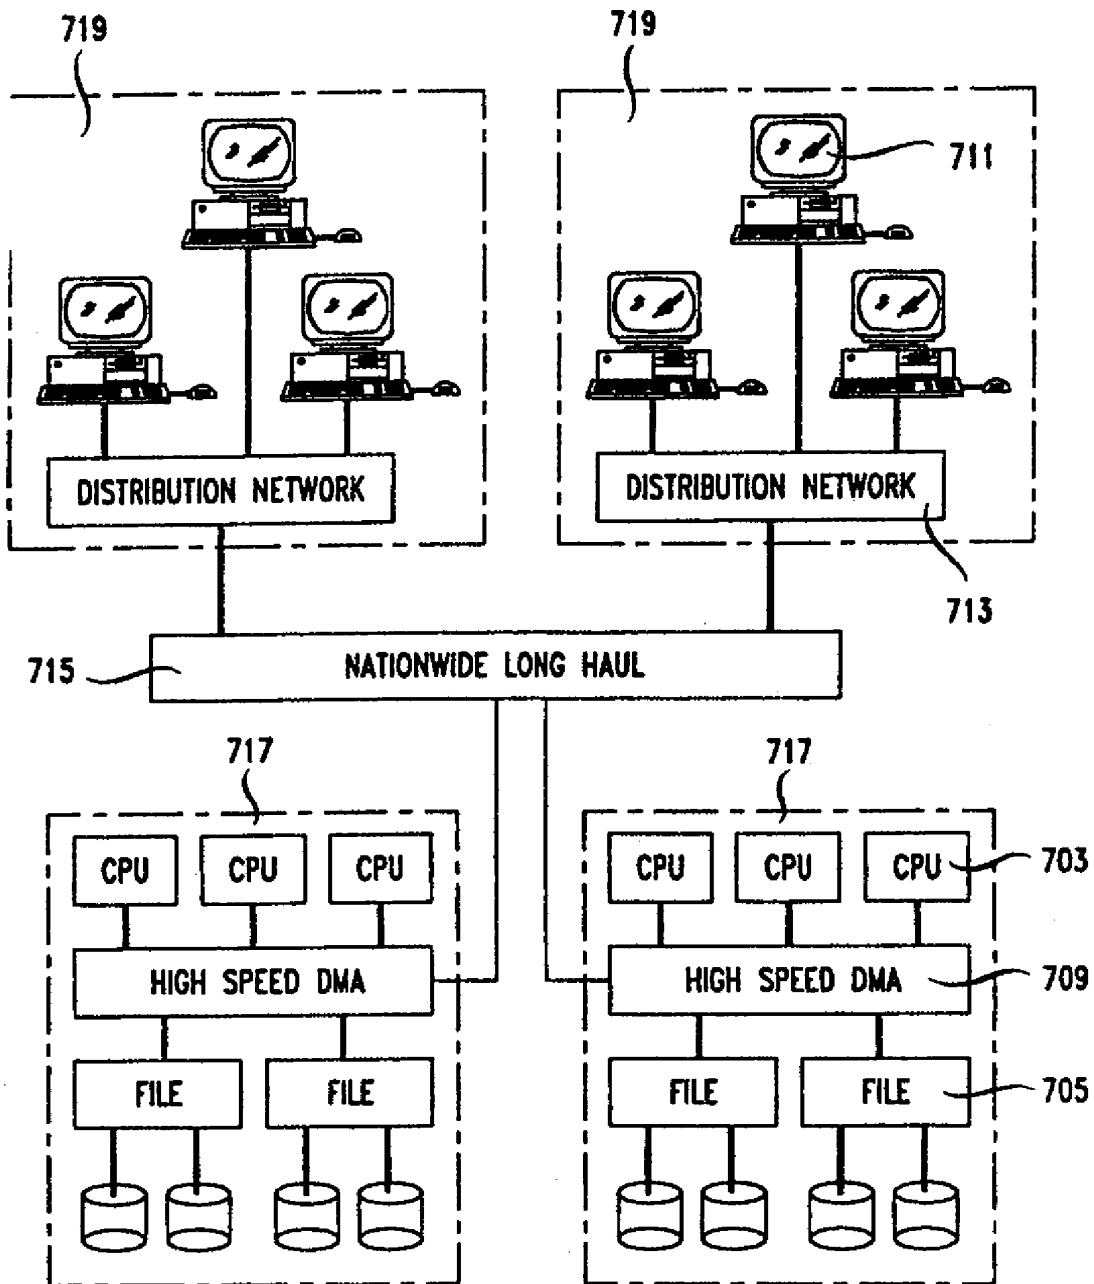 719
719
711
DISTRIBUTION NETWORK
DISTRIBUTION NETWORK
713
715
NATIONWIDE LONG HAUL
717
717
CPU
CPU
CPU
CPU
CPU
CPU
703
HIGH SPEED DMA
HIGH SPEED DMA
709
FILE
FILE
FILE
FILE
705